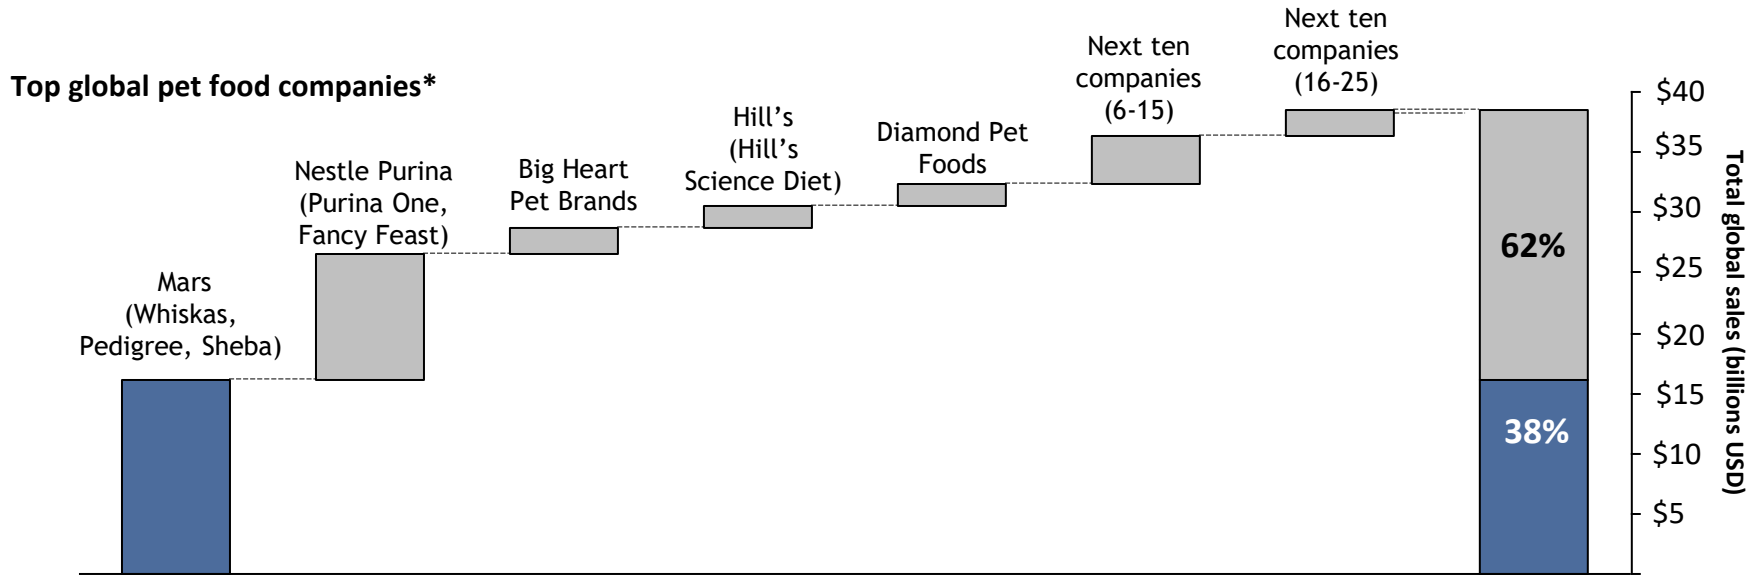 Top global pet food companies*
Mars
(Whiskas,
Pedigree, Sheba)
Nestle Purina
(Purina One,
Fancy Feast)
Big Heart
Pet Brands
Hill’s
(Hill’s
Science Diet)
Diamond Pet
Foods
Next ten
companies
(6-15)
Next ten
companies
(16-25)
62%
38%
$40
$35
$30
$25
$20
$15
$10
$5
Total global sales (billions USD)